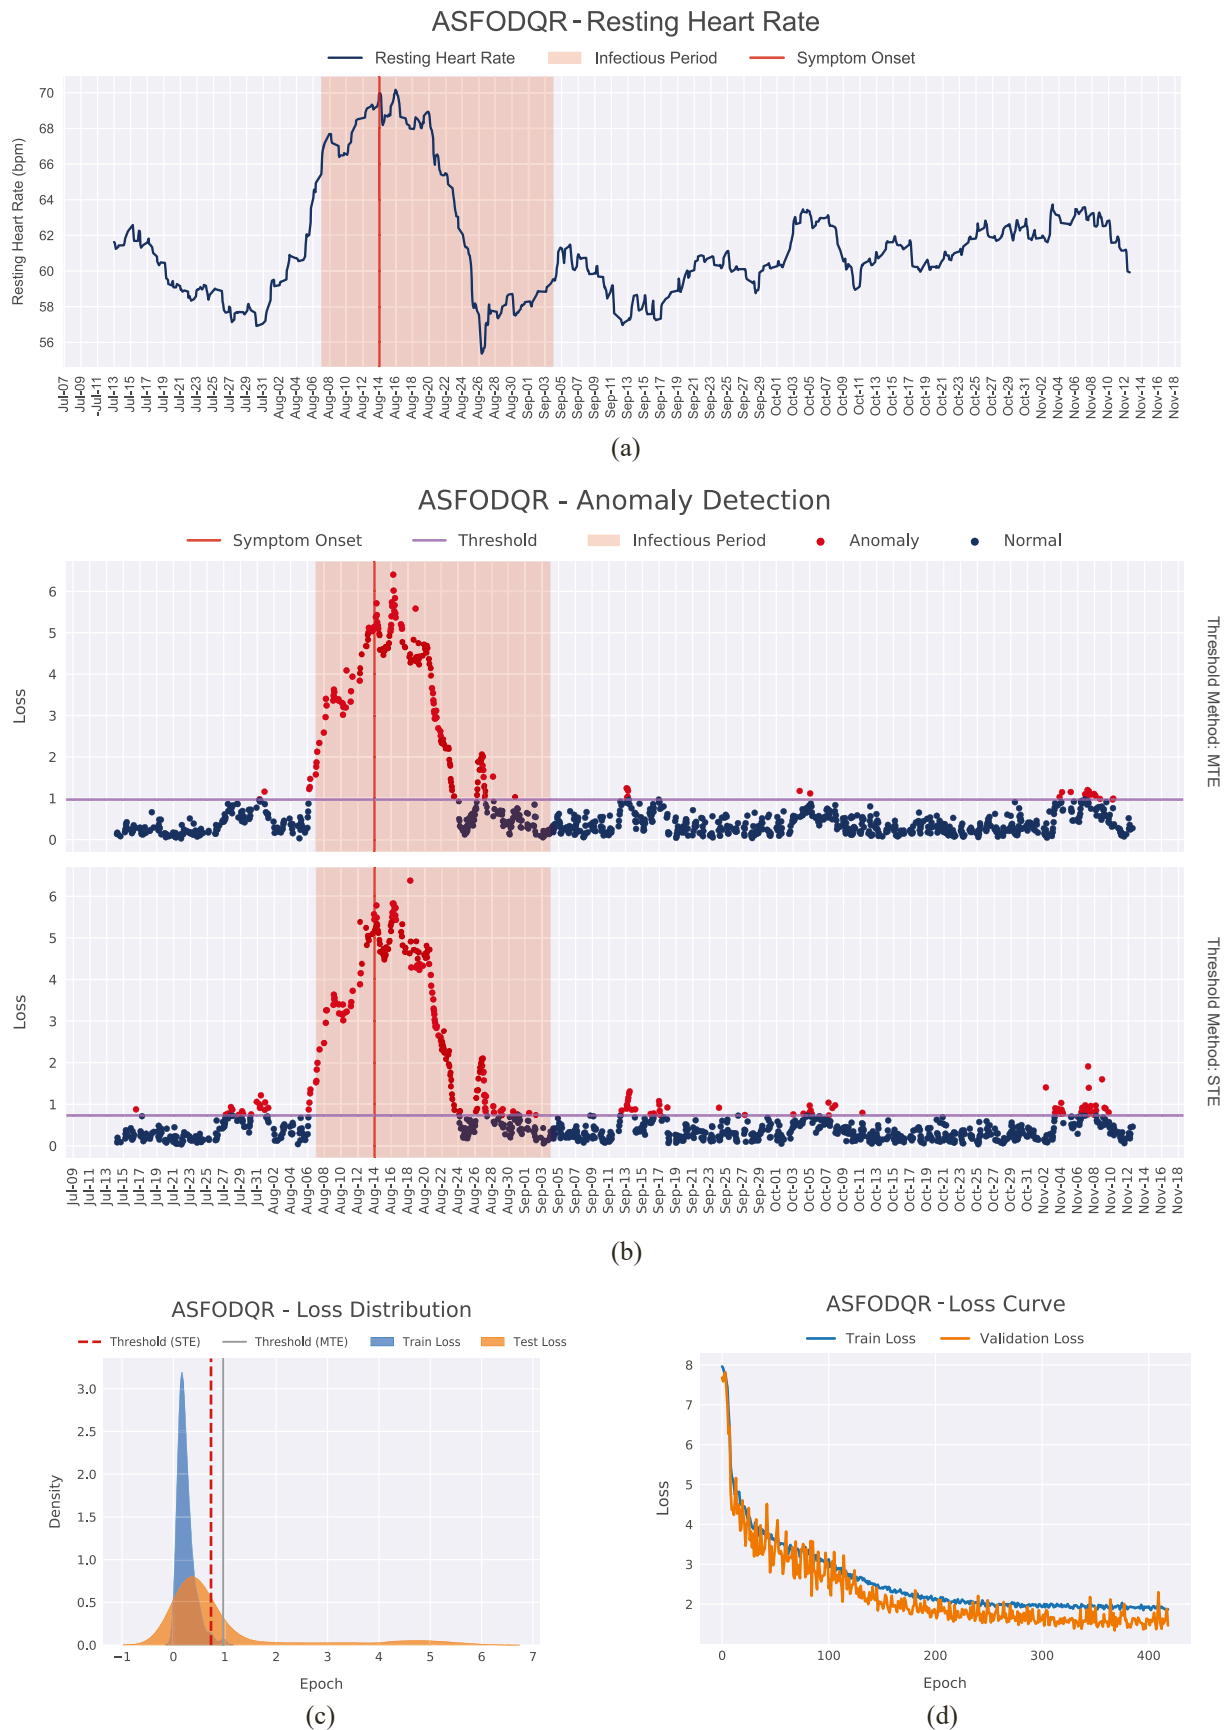 ASFODQR - Resting Heart Rate
Resting Heart Rate Infectious Period Symptom Onset
Resting Heart Rate (bpm)
70
68
66
64
62
60
58
56
Jul-07 Jul-09 -Jul-11 Jul-13 Jul-15 Jul-17 Jul-19 Jul-21 Jul-23 Jul-25 Jul-27 Jul-29 Jul-31 Aug-02 Aug-04 Aug-06 Aug-08 Aug-10 Aug-12 Aug-14 Aug-16 Aug-18 Aug-20 Aug-22 Aug-24 Aug-26 Aug-28 Aug-30 Sep-01 Sep-03 Sep-05 Sep-07 Sep-09 Sep-11 Sep-13 Sep-15 Sep-17 Sep-19 Sep-21 Sep-23 Sep-25 Sep-27 Sep-29 Oct-01 Oct-03 Oct-05 Oct-07 Oct-09 Oct-11 Oct-13 Oct-15 Oct-17 Oct-19 Oct-21 Oct-23 Oct-25 Oct-27 Oct-29 Oct-31 Nov-02 Nov-04 Nov-06 Nov-08 Nov-10 Nov-12 Nov-14 Nov-16 Nov-18
(a)
ASFODQR - Anomaly Detection
Symptom Onset Threshold Infectious Period Anomaly Normal
Loss
6
5
4
3
2
1
0
Threshold Method: MTE
Loss
6
5
4
3
2
1
0
Threshold Method: STE
Jul-09 Jul-11 Jul-13 Jul-15 Jul-17 Jul-19 Jul-21 Jul-23 Jul-25 Jul-27 Jul-29 Jul-31 Aug-02 Aug-04 Aug-06 Aug-08 Aug-10 Aug-12 Aug-14 Aug-16 Aug-18 Aug-20 Aug-22 Aug-24 Aug-26 Aug-28 Aug-30 Sep-01 Sep-03 Sep-05 Sep-07 Sep-09 Sep-11 Sep-13 Sep-15 Sep-17 Sep-19 Sep-21 Sep-23 Sep-25 Sep-27 Sep-29 Oct-01 Oct-03 Oct-05 Oct-07 Oct-09 Oct-11 Oct-13 Oct-15 Oct-17 Oct-19 Oct-21 Oct-23 Oct-25 Oct-27 Oct-29 Oct-31 Nov-02 Nov-04 Nov-06 Nov-08 Nov-10 Nov-12 Nov-18
(b)
ASFODQR - Loss Distribution
Threshold (STE) Threshold (MTE) Train Loss Test Loss
Density
3.0
2.5
2.0
1.5
1.0
0.5
0.0
−1 0 1 2 3 4 5 6 7
Epoch
(c)
ASFODQR - Loss Curve
Train Loss Validation Loss
Loss
8
7
6
5
4
3
2
0 100 200 300 400
Epoch
(d)